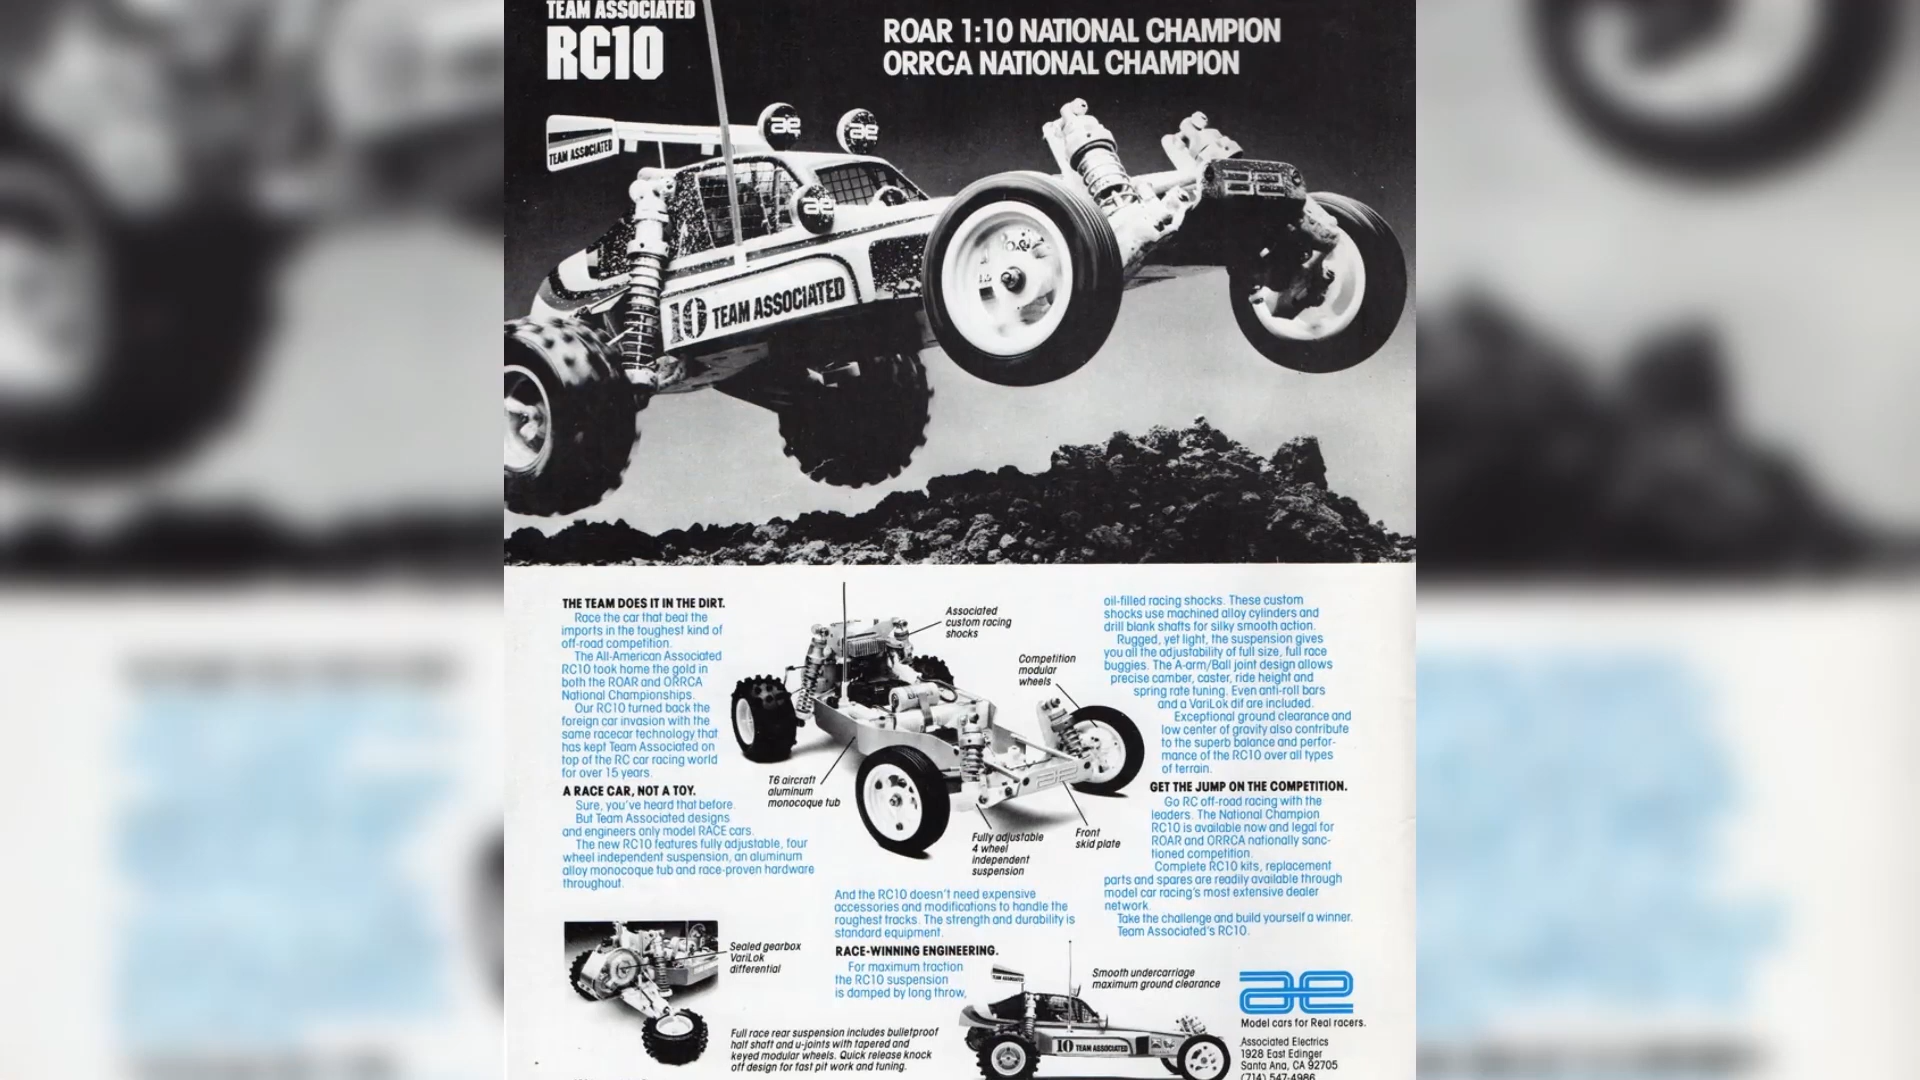 TEAM ASSOCIATED
RC10
ROAR 1:10 NATIONAL CHAMPION
ORRCA NATIONAL CHAMPION
ae
ae
TEAM ASSOCIATED
ae
10 TEAM ASSOCIATED
THE TEAM DOES IT IN THE DIRT.
Race the car that beat the
imports in the toughest kind of
off-road competition.
The All-American Associated
RC10 took home the gold in
both the ROAR and ORRCA
National Championships.
Our RC10 turned back the
foreign car invasion with the
same racecar technology that
has kept Team Associated on
top of the RC car racing world
for over 15 years.
A RACE CAR, NOT A TOY.
Sure, you've heard that before.
But Team Associated designs
and engineers only model RACE cars.
The new RC10 features fully adjustable, four
wheel independent suspension, an aluminum
alloy monocoque tub and race-proven hardware
throughout.
Associated
custom racing
shocks
Competition
modular
wheels
T6 aircraft
aluminum
monocoque tub
ae
Fully adjustable
4 wheel
independent
suspension
Front
skid plate
And the RC10 doesn't need expensive
accessories and modifications to handle the
roughest tracks. The strength and durability is
standard equipment.
RACE-WINNING ENGINEERING.
For maximum traction
the RC10 suspension
is damped by long throw,
oil-filled racing shocks. These custom
shocks use machined alloy cylinders and
drill blank shafts for silky smooth action.
Rugged, yet light, the suspension gives
you all the adjustability of full size, full race
buggies. The A-arm/Ball joint design allows
precise camber, caster, ride height and
spring rate tuning. Even anti-roll bars
and a VariLok dif are included.
Exceptional ground clearance and
low center of gravity also contribute
to the superb balance and perfor-
mance of the RC10 over all types
of terrain.
GET THE JUMP ON THE COMPETITION.
Go RC off-road racing with the
leaders. The National Champion
RC10 is available now and legal for
ROAR and ORRCA nationally sanc-
tioned competition.
Complete RC10 kits, replacement
parts and spares are readily available through
model car racing's most extensive dealer
network.
Take the challenge and build yourself a winner.
Team Associated's RC10.
Sealed gearbox
VariLok
differential
Full race rear suspension includes bulletproof
half shaft and u-joints with tapered and
keyed modular wheels. Quick release knock
off design for fast pit work and tuning.
TEAM ASSOCIATED
10 TEAM ASSOCIATED
Smooth undercarriage
maximum ground clearance
ae
Model cars for Real racers.
Associated Electrics
1928 East Edinger
Santa Ana, CA 92705
(714) 547-4986